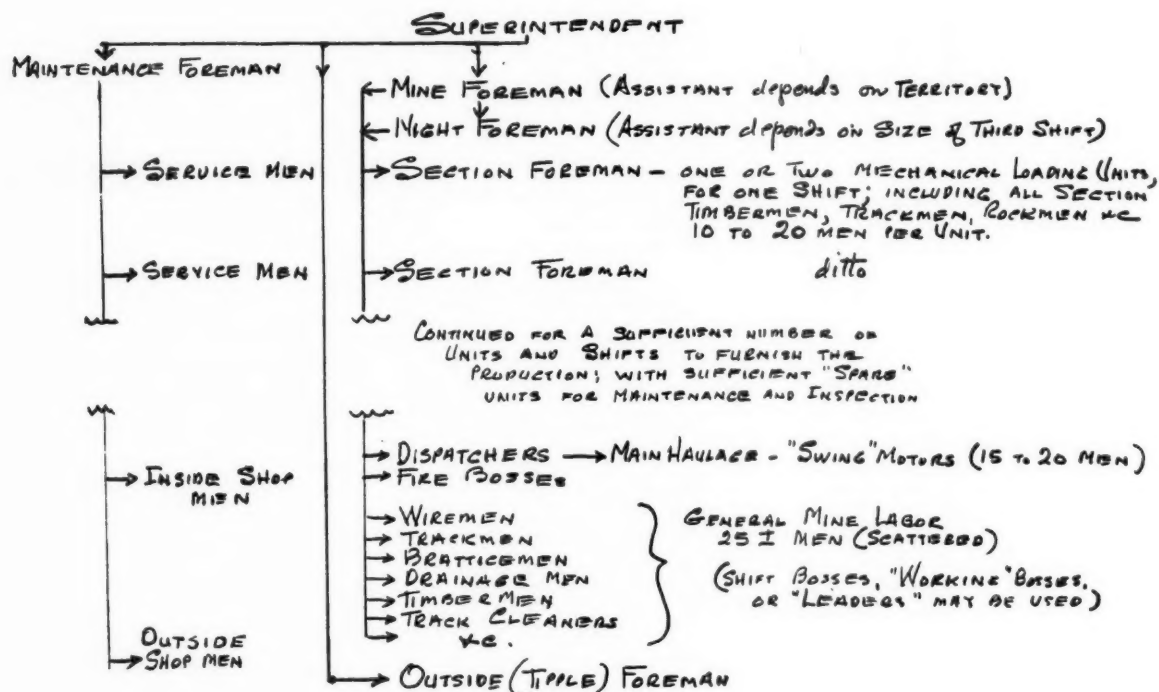 SUPERINTENDENT
MAINTENANCE FOREMAN
MINE FOREMAN (ASSISTANT depends on TERRITORY)
NIGHT FOREMAN (ASSISTANT depends on SIZE of THIRD SHIFT)
SERVICE MEN
SECTION FOREMAN - ONE OR TWO MECHANICAL LOADING UNITS,
FOR ONE SHIFT; INCLUDING ALL SECTION
TIMBERMEN, TRACKMEN, ROCKMEN &C
10 TO 20 MEN PER UNIT.
SERVICE MEN
SECTION FOREMAN ditto
CONTINUED FOR A SUFFICIENT NUMBER OF
UNITS AND SHIFTS TO FURNISH THE
PRODUCTION; WITH SUFFICIENT "SPARE"
UNITS FOR MAINTENANCE AND INSPECTION
DISPATCHERS MAIN HAULAGE - "SWING" MOTORS (15 TO 20 MEN)
INSIDE SHOP
MEN
FIRE BOSSES
WIREMEN
TRACKMEN
BRATTICEMEN
DRAINAGE MEN
TIMBERMEN
TRACK CLEANERS
&C.
GENERAL MINE LABOR
25 ± MEN (SCATTERED)
(SHIFT BOSSES, "WORKING" BOSSES,
OR "LEADERS" MAY BE USED)
OUTSIDE
SHOP MEN
OUTSIDE (TIPPLE) FOREMAN